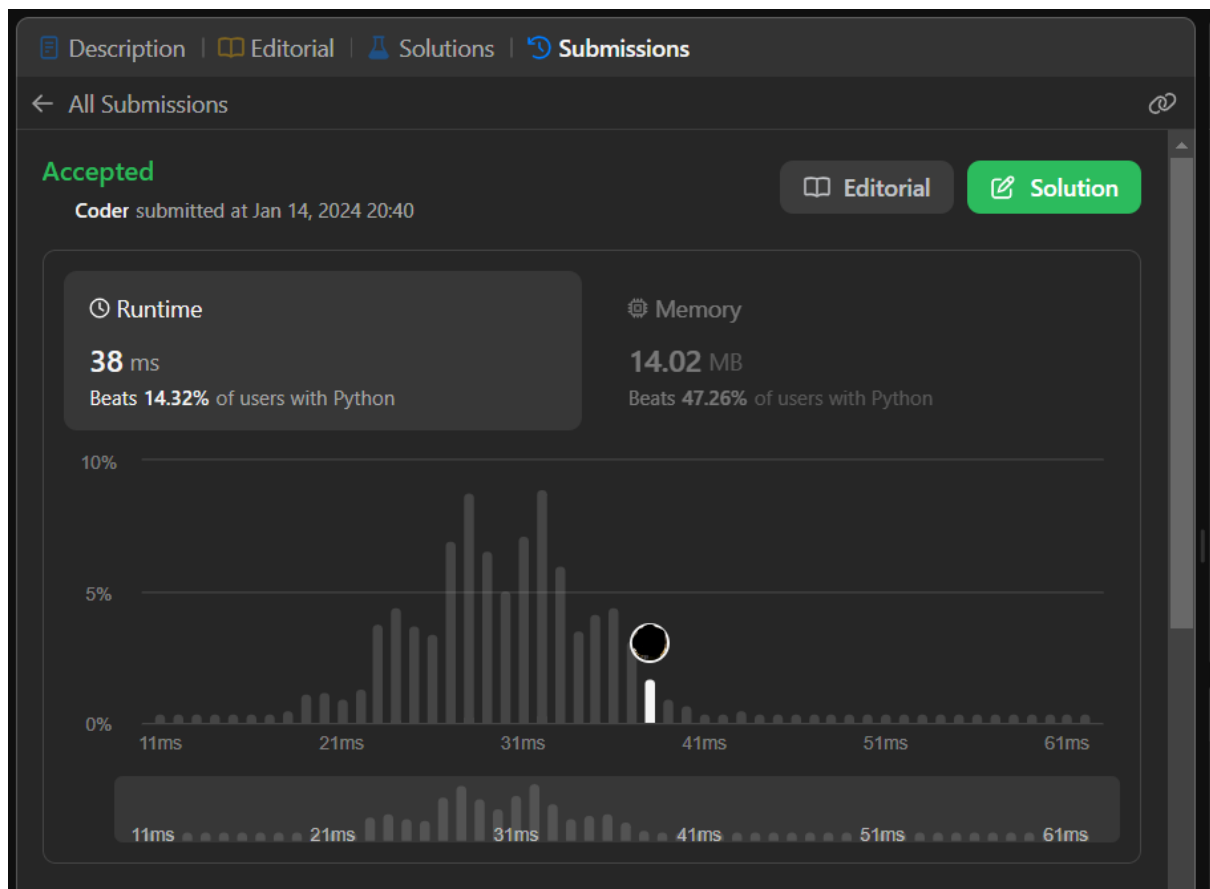 Description | Editorial | Solutions | Submissions
All Submissions
Accepted
Editorial
Solution
Coder submitted at Jan 14, 2024 20:40
Runtime
38 ms
Beats 14.32% of users with Python
Memory
14.02 MB
Beats 47.26% of users with Python
10%
5%
0%
11ms 21ms 31ms 41ms 51ms 61ms
11ms 21ms 31ms 41ms 51ms 61ms